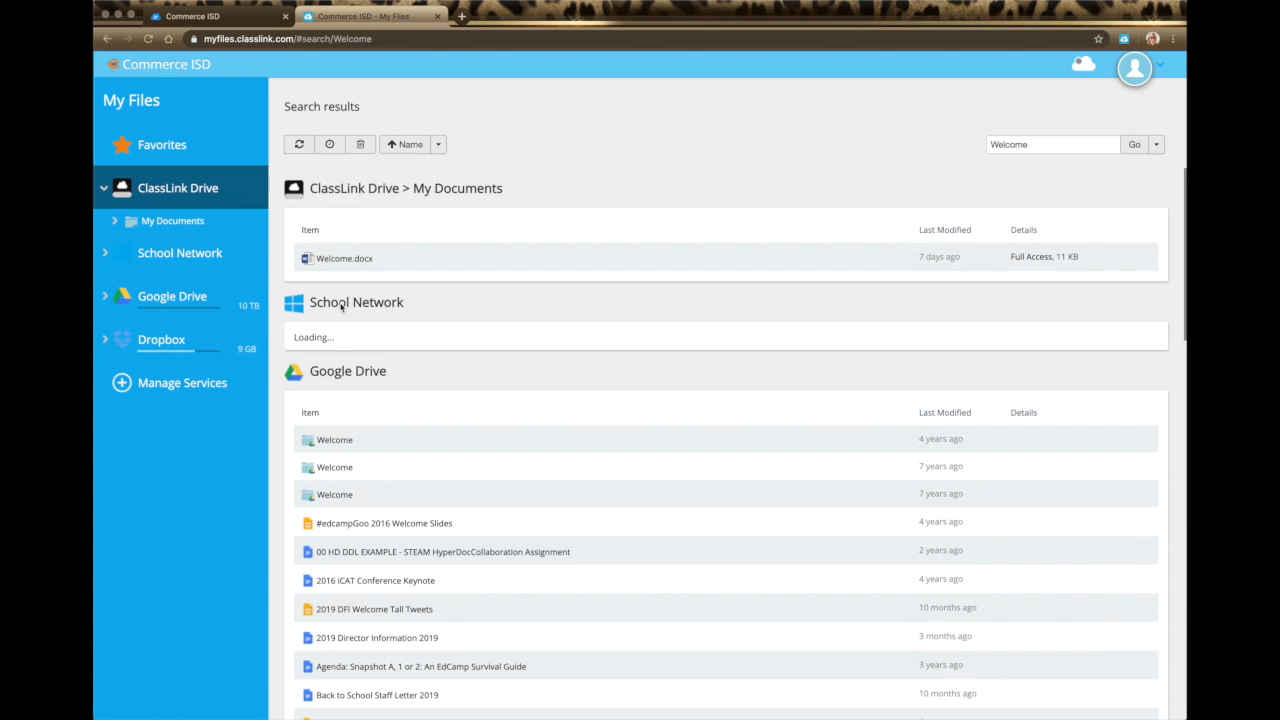 Commerce ISD
Commerce ISD - My Files
myfiles.classlink.com/#search/Welcome
Commerce ISD
My Files
Favorites
ClassLink Drive
My Documents
School Network
Google Drive
10 TB
Dropbox
9 GB
Manage Services
Search results
Name
Welcome
Go
ClassLink Drive > My Documents
Item Last Modified Details
Welcome.docx 7 days ago Full Access, 11 KB
School Network
Loading...
Google Drive
Item Last Modified Details
Welcome 4 years ago
Welcome 7 years ago
Welcome 7 years ago
#edcampGoo 2016 Welcome Slides 4 years ago
00 HD DDL EXAMPLE - STEAM HyperDocCollaboration Assignment 2 years ago
2016 iCAT Conference Keynote 4 years ago
2019 DFI Welcome Tall Tweets 10 months ago
2019 Director Information 2019 3 months ago
Agenda: Snapshot A, 1 or 2: An EdCamp Survival Guide 3 years ago
Back to School Staff Letter 2019 10 months ago